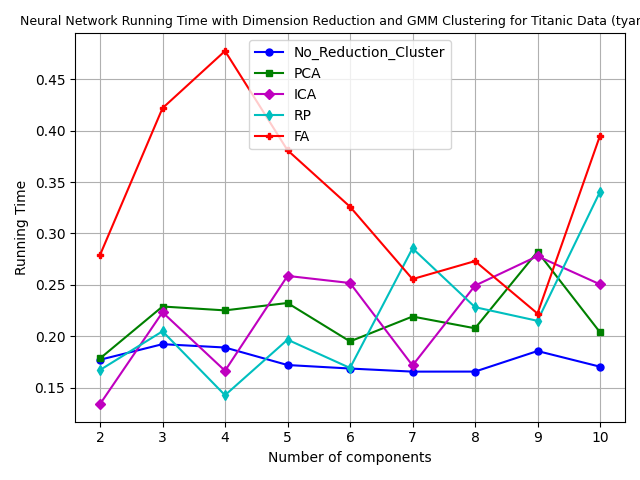 Neural Network Running Time with Dimension Reduction and GMM Clustering for Titanic Data
No_Reduction_Cluster
PCA
ICA
RP
FA
Running Time
0.45
0.40
0.35
0.30
0.25
0.20
0.15
2 3 4 5 6 7 8 9 10
Number of components